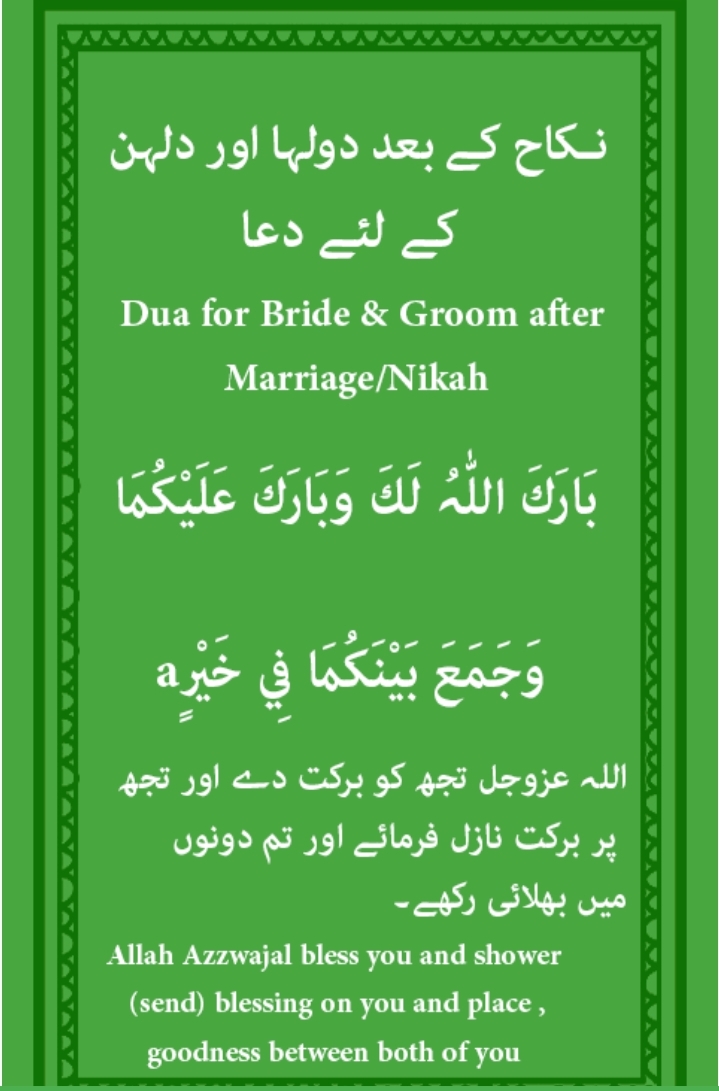 نکاح کے بعد دولہا اور دلہن
کے لئے دعا
Dua for Bride & Groom after
Marriage/Nikah
بَارَكَ اللّٰہُ لَكَ وَبَارَكَ عَلَيْكُمَا
وَجَمَعَ بَيْنَكُمَا فِي خَيْرٍa
اللہ عزوجل تجھ کو برکت دے اور تجھ
پر برکت نازل فرمائے اور تم دونوں
میں بھلائی رکھے۔
Allah Azzwajal bless you and shower
(send) blessing on you and place ,
goodness between both of you